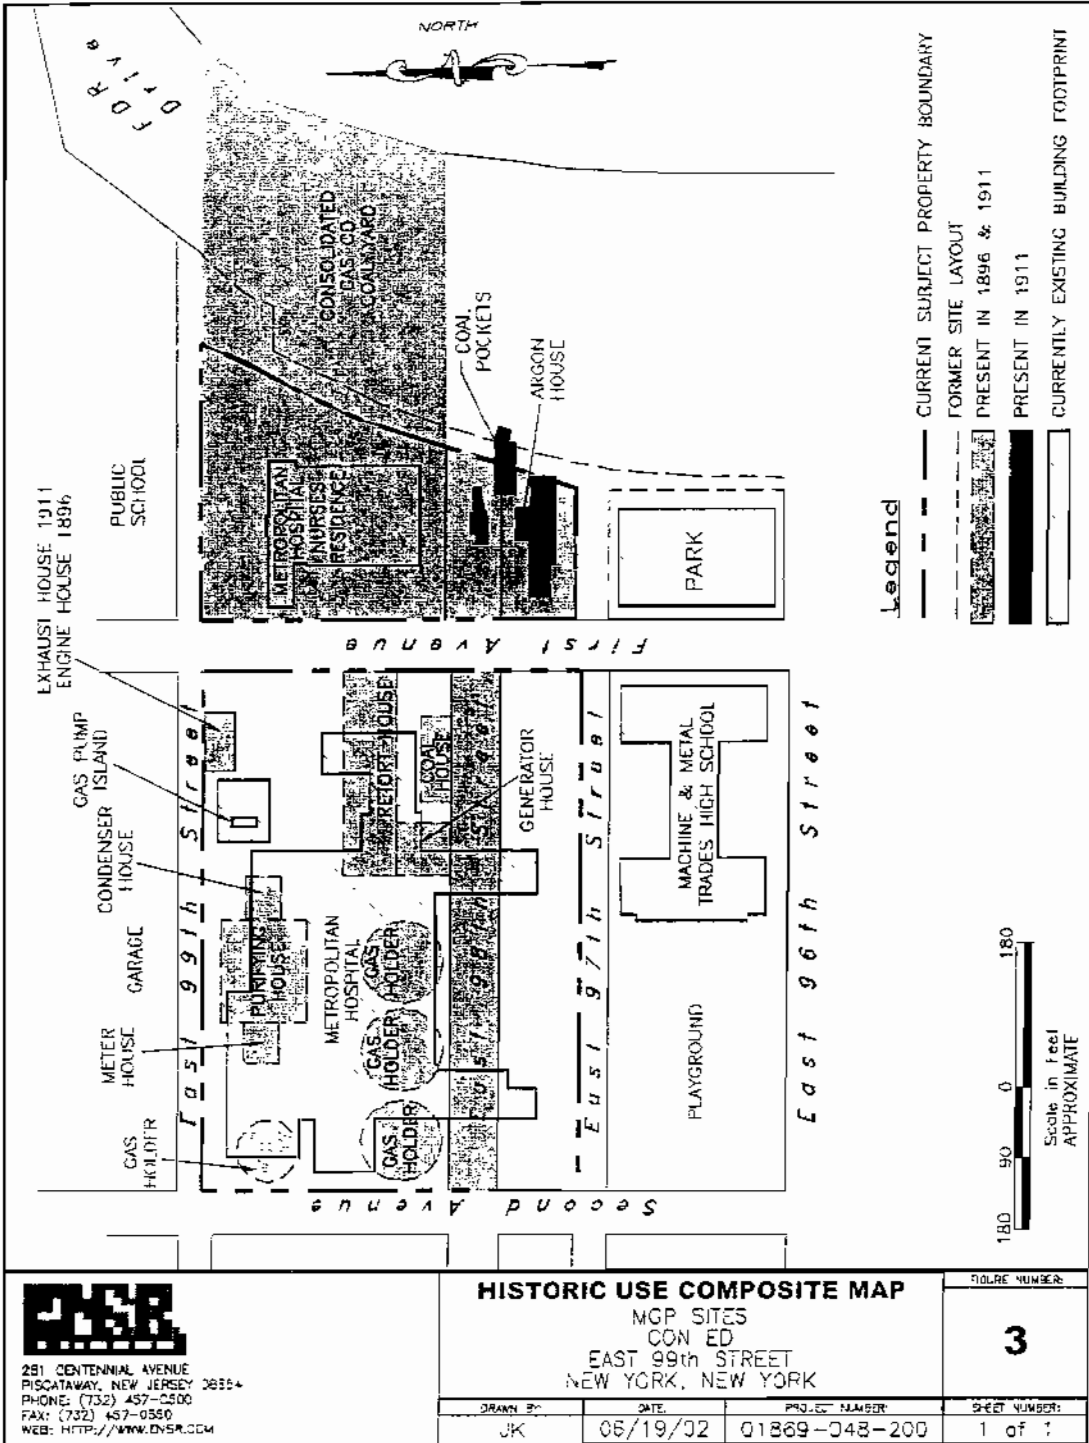 NORTH
FDR
Drive
PUBLIC
SCHOOL
EXHAUST HOUSE 1911
ENGINE HOUSE 1896
GAS PUMP
ISLAND
CONDENSER
HOUSE
GARAGE
METER
HOUSE
GAS
HOLDER
East 99th Street
CONSOLIDATED
GAS CO.
COALYARD
METROPOLITAN
HOSPITAL
NURSES
RESIDENCE
COAL
POCKETS
ARGON
HOUSE
PARK
First Avenue
RETORT HOUSE
COAL
HOUSE
GENERATOR
HOUSE
PURIFYING
HOUSE
METROPOLITAN
HOSPITAL
GAS
HOLDER
GAS
HOLDER
GAS
HOLDER
East 98th Street
East 97th Street
MACHINE & METAL
TRADES HIGH SCHOOL
PLAYGROUND
East 96th Street
Second Avenue
Legend
CURRENT SUBJECT PROPERTY BOUNDARY
FORMER SITE LAYOUT
PRESENT IN 1896 & 1911
PRESENT IN 1911
CURRENTLY EXISTING BUILDING FOOTPRINT
180 90 0 180
Scale in Feet
APPROXIMATE
281 CENTENNIAL AVENUE
PISCATAWAY, NEW JERSEY
PHONE: (732) 457-0500
FAX: (732) 457-0550
WEB: HTTP://WWW.ENSR.COM
HISTORIC USE COMPOSITE MAP
MGP SITES
CON ED
EAST 99th STREET
NEW YORK, NEW YORK
FIGURE NUMBER:
3
DRAWN BY:
JK
DATE:
06/19/02
PROJECT NUMBER:
01869-048-200
SHEET NUMBER:
1 of 1